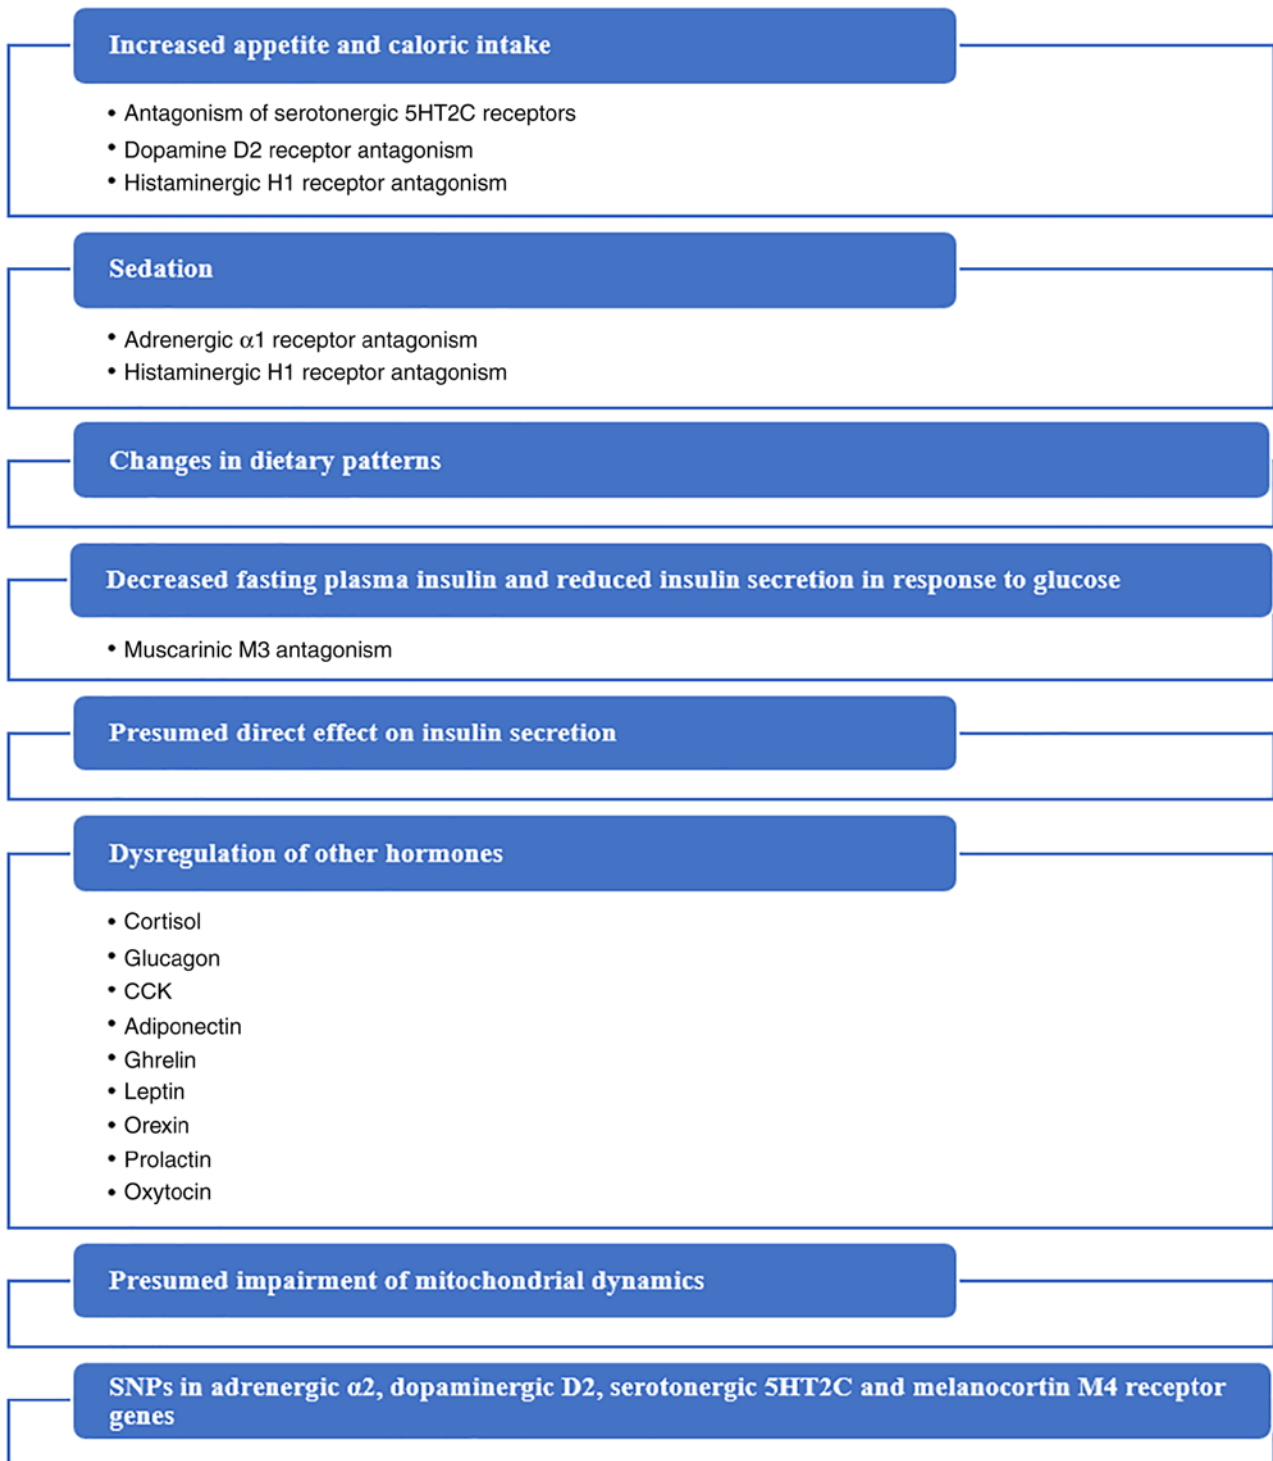 Increased appetite and caloric intake
• Antagonism of serotonergic 5HT2C receptors
• Dopamine D2 receptor antagonism
• Histaminergic H1 receptor antagonism
Sedation
• Adrenergic α1 receptor antagonism
• Histaminergic H1 receptor antagonism
Changes in dietary patterns
Decreased fasting plasma insulin and reduced insulin secretion in response to glucose
• Muscarinic M3 antagonism
Presumed direct effect on insulin secretion
Dysregulation of other hormones
• Cortisol
• Glucagon
• CCK
• Adiponectin
• Ghrelin
• Leptin
• Orexin
• Prolactin
• Oxytocin
Presumed impairment of mitochondrial dynamics
SNPs in adrenergic α2, dopaminergic D2, serotonergic 5HT2C and melanocortin M4 receptor
genes